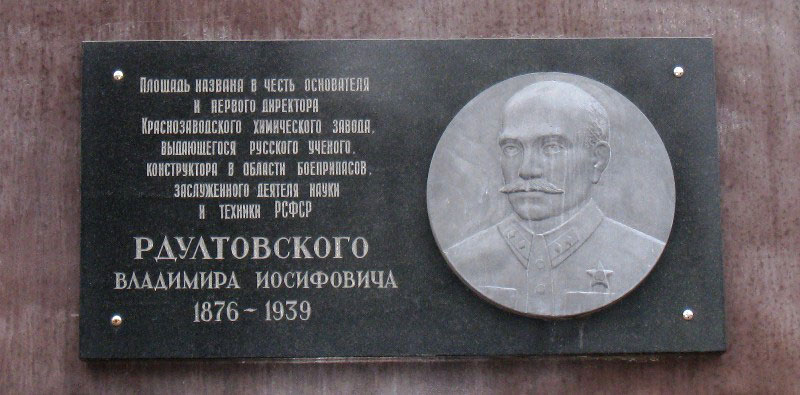 Площадь названа в честь основателя
и первого директора
Краснозаводского химического завода,
выдающегося русского ученого,
конструктора в области боеприпасов,
заслуженного деятеля науки
и техники РСФСР
РДУЛТОВСКОГО
ВЛАДИМИРА ИОСИФОВИЧА
1876 - 1939